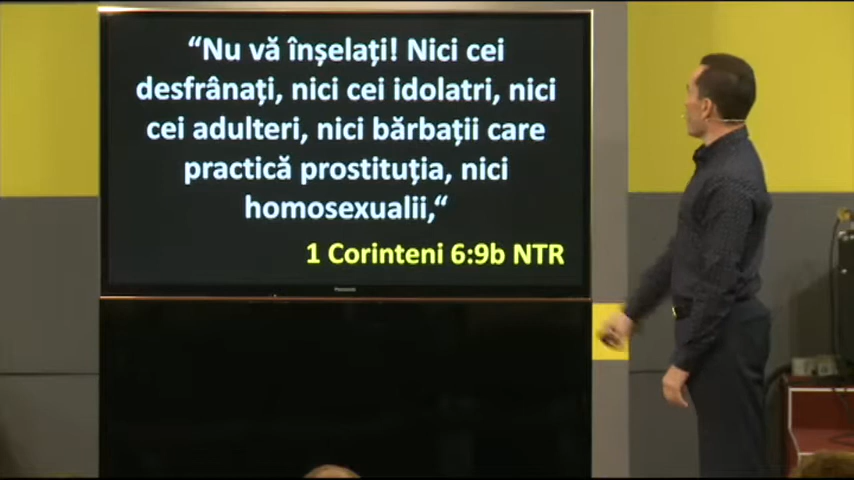 “Nu vă înșelați! Nici cei
desfrânați, nici cei idolatri, nici
cei adulteri, nici bărbații care
practică prostituția, nici
homosexualii,“
1 Corinteni 6:9b NTR
Panasonic